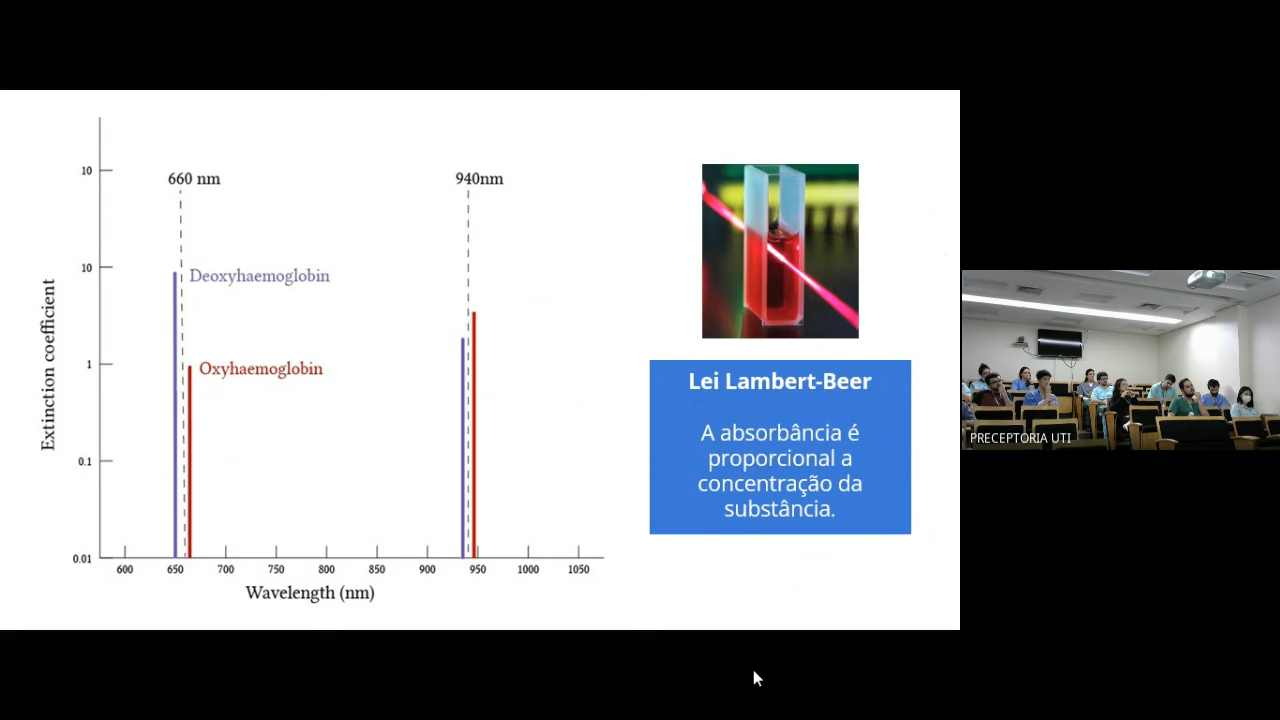 660 nm
940nm
10
10
1
0.1
0.01
Extinction coefficient
Deoxyhaemoglobin
Oxyhaemoglobin
600 650 700 750 800 850 900 950 1000 1050
Wavelength (nm)
Lei Lambert-Beer
A absorbância é
proporcional a
concentração da
substância.
PRECEPTORIA UTI